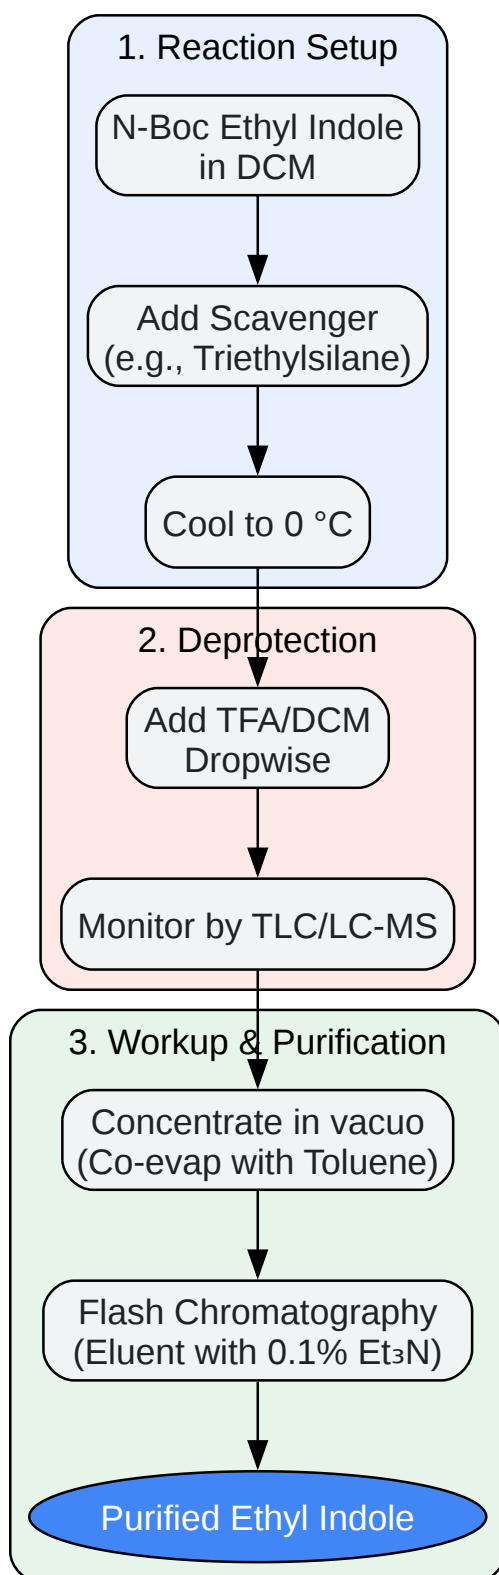 1. Reaction Setup
N-Boc Ethyl Indole
in DCM
Add Scavenger
(e.g., Triethylsilane)
Cool to 0 °C
2. Deprotection
Add TFA/DCM
Dropwise
Monitor by TLC/LC-MS
3. Workup & Purification
Concentrate in vacuo
(Co-evap with Toluene)
Flash Chromatography
(Eluent with 0.1% Et₃N)
Purified Ethyl Indole